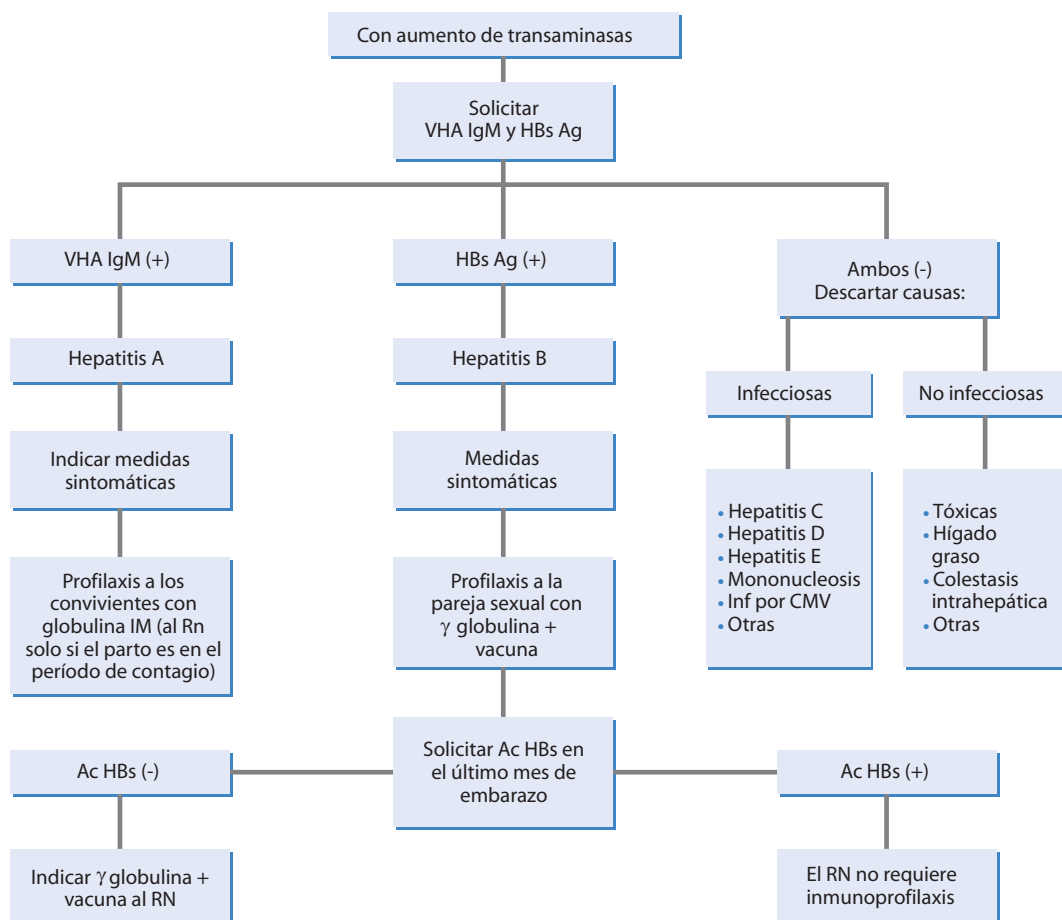 Con aumento de transaminasas
Solicitar
VHA IgM y HBs Ag
VHA IgM (+)
HBs Ag (+)
Ambos (-)
Descartar causas:
Hepatitis A
Hepatitis B
Infecciosas
No infecciosas
Indicar medidas
sintomáticas
Medidas
sintomáticas
• Hepatitis C
• Hepatitis D
• Hepatitis E
• Mononucleosis
• Inf por CMV
• Otras
• Tóxicas
• Hígado
graso
• Colestasis
intrahepática
• Otras
Profilaxis a los
convivientes con
globulina IM (al Rn
solo si el parto es en el
período de contagio)
Profilaxis a la
pareja sexual con
γ globulina +
vacuna
Solicitar Ac HBs en
el último mes de
embarazo
Ac HBs (-)
Ac HBs (+)
Indicar γ globulina +
vacuna al RN
El RN no requiere
inmunoprofilaxis